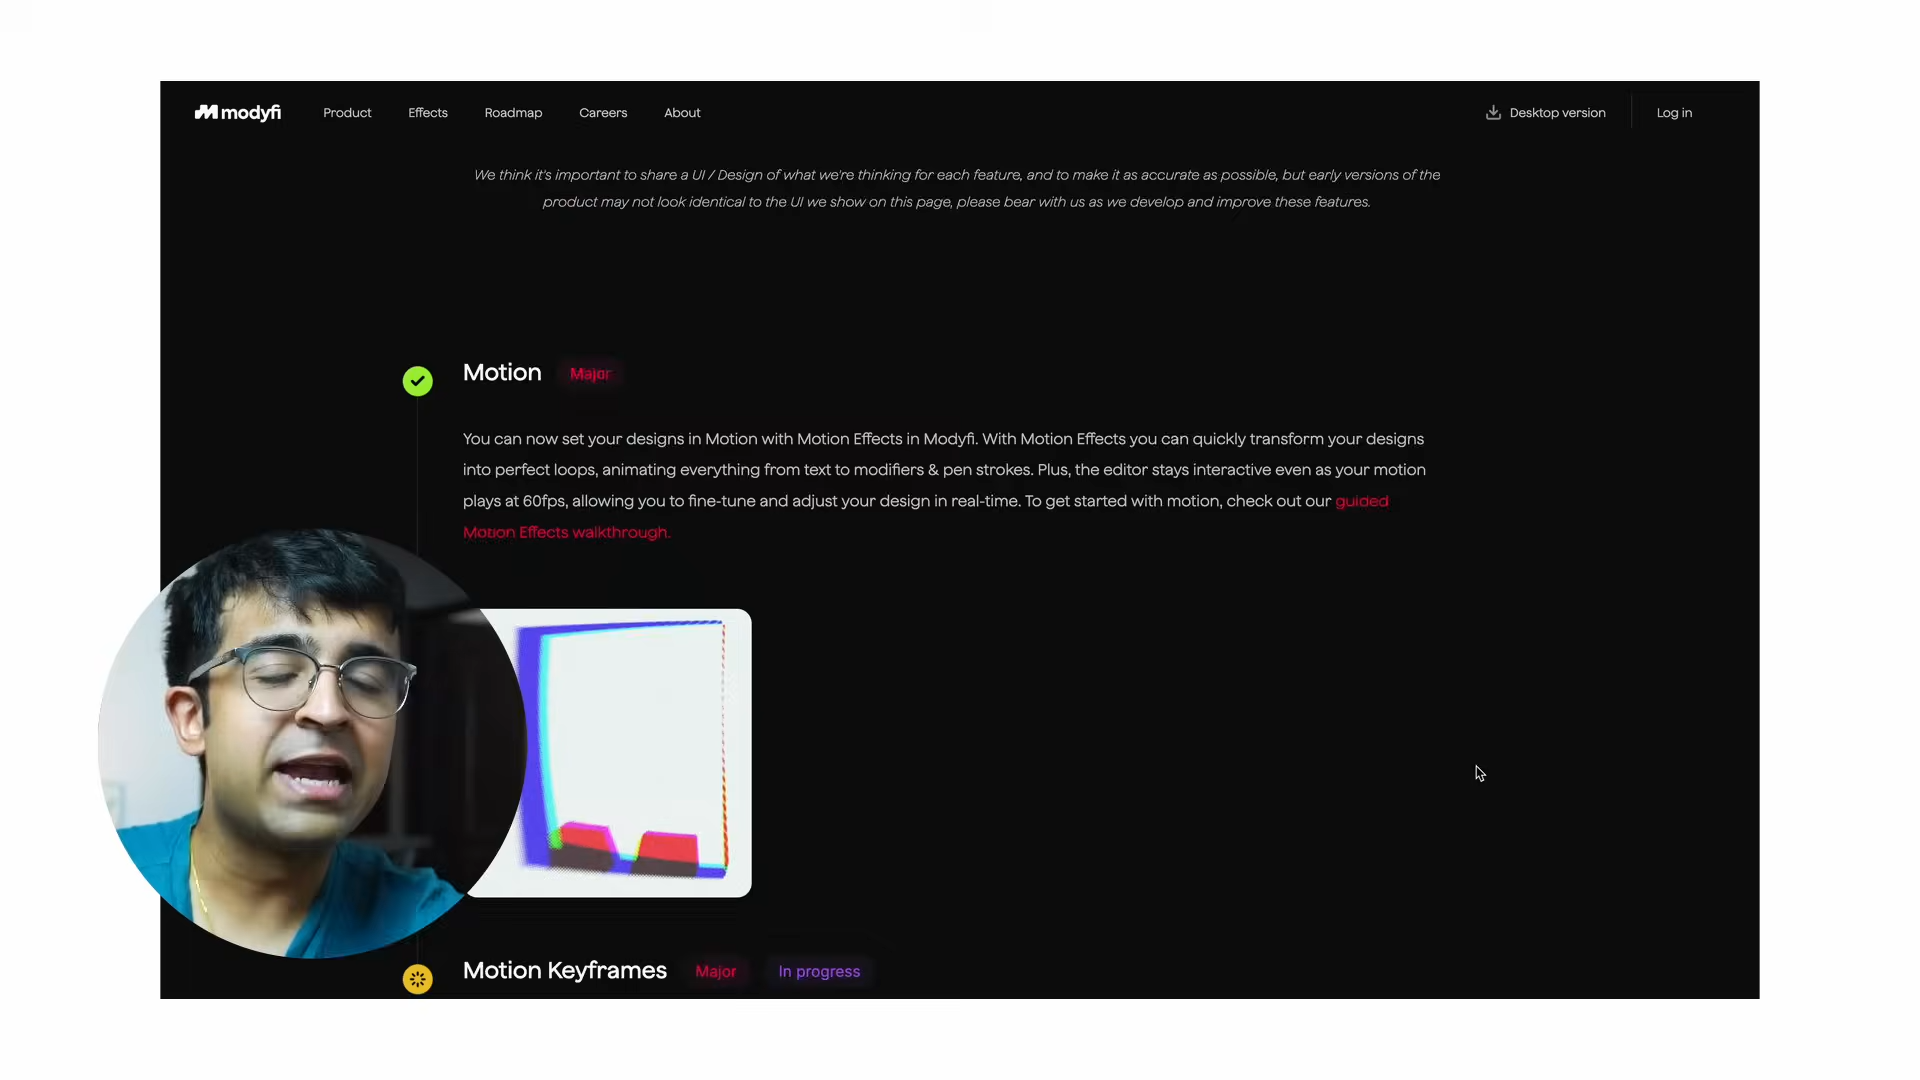 modyfi Product Effects Roadmap Careers About Desktop version Log in
We think it's important to share a UI / Design of what we're thinking for each feature, and to make it as accurate as possible, but early versions of the
product may not look identical to the UI we show on this page, please bear with us as we develop and improve these features.
Motion Major
You can now set your designs in Motion with Motion Effects in Modyfi. With Motion Effects you can quickly transform your designs
into perfect loops, animating everything from text to modifiers & pen strokes. Plus, the editor stays interactive even as your motion
plays at 60fps, allowing you to fine-tune and adjust your design in real-time. To get started with motion, check out our guided
Motion Effects walkthrough.
Motion Keyframes Major In progress